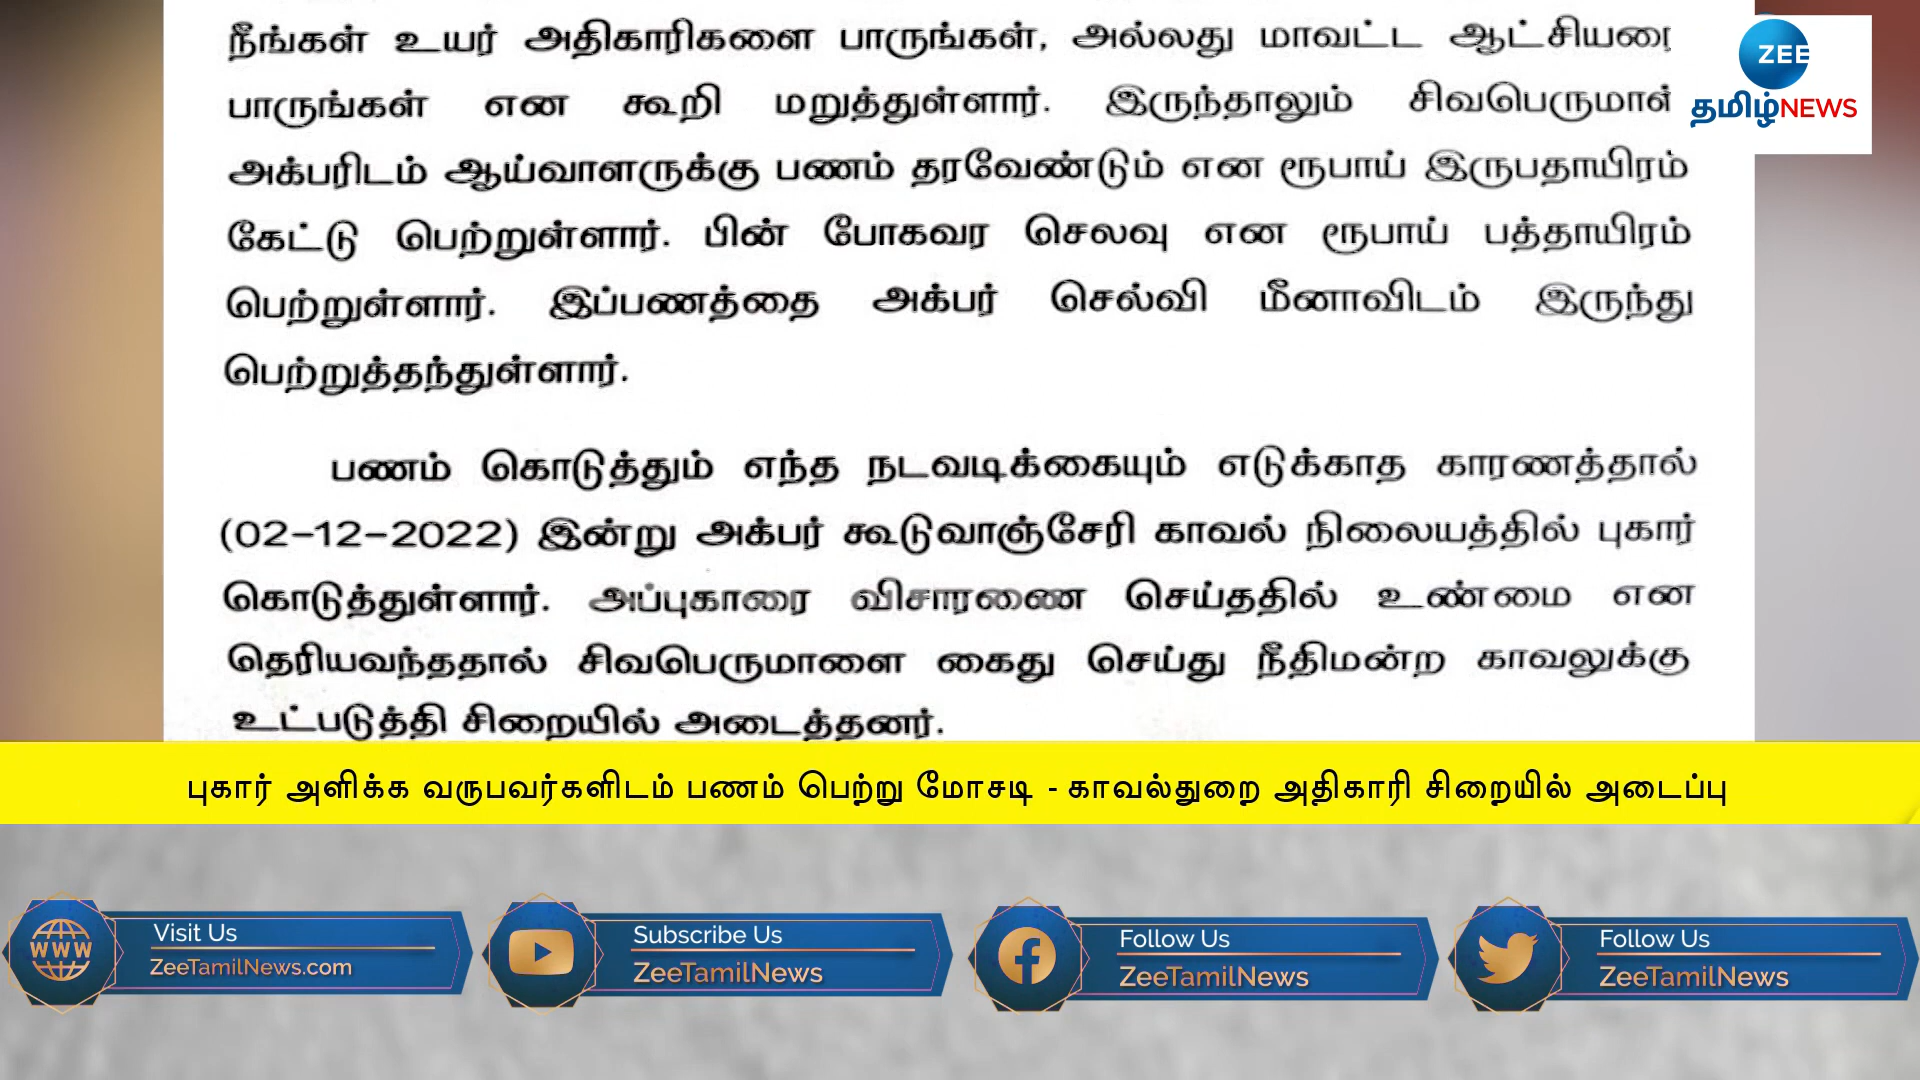 நீங்கள் உயர் அதிகாரிகளை பாருங்கள், அல்லது மாவட்ட
பாருங்கள் என கூறி மறுத்துள்ளார். இருந்தாலும்
அக்பரிடம் ஆய்வாளருக்கு பணம் தரவேண்டும் என ரூபாய் இருபதாயிரம்
கேட்டு பெற்றுள்ளார். பின் போகவர செலவு என ரூபாய் பத்தாயிரம்
பெற்றுள்ளார். இப்பணத்தை அக்பர் செல்வி மீனாவிடம் இருந்து
பெற்றுத்தந்துள்ளார்.
பணம் கொடுத்தும் எந்த நடவடிக்கையும் எடுக்காத காரணத்தால்
(02-12-2022) இன்று அக்பர் கூடுவாஞ்சேரி காவல் நிலையத்தில் புகார்
கொடுத்துள்ளார். அப்புகாரை விசாரணை செய்ததில் உண்மை என
தெரியவந்ததால் சிவபெருமாளை கைது செய்து நீதிமன்ற காவலுக்கு
உட்படுத்தி சிறையில் அடைத்தனர்.
ZEE
தமிழ்NEWS
புகார் அளிக்க வருபவர்களிடம் பணம் பெற்று மோசடி - காவல்துறை அதிகாரி சிறையில் அடைப்பு
WWW
Visit Us
ZeeTamilNews.com
Subscribe Us
ZeeTamilNews
Follow Us
ZeeTamilNews
Follow Us
ZeeTamilNews